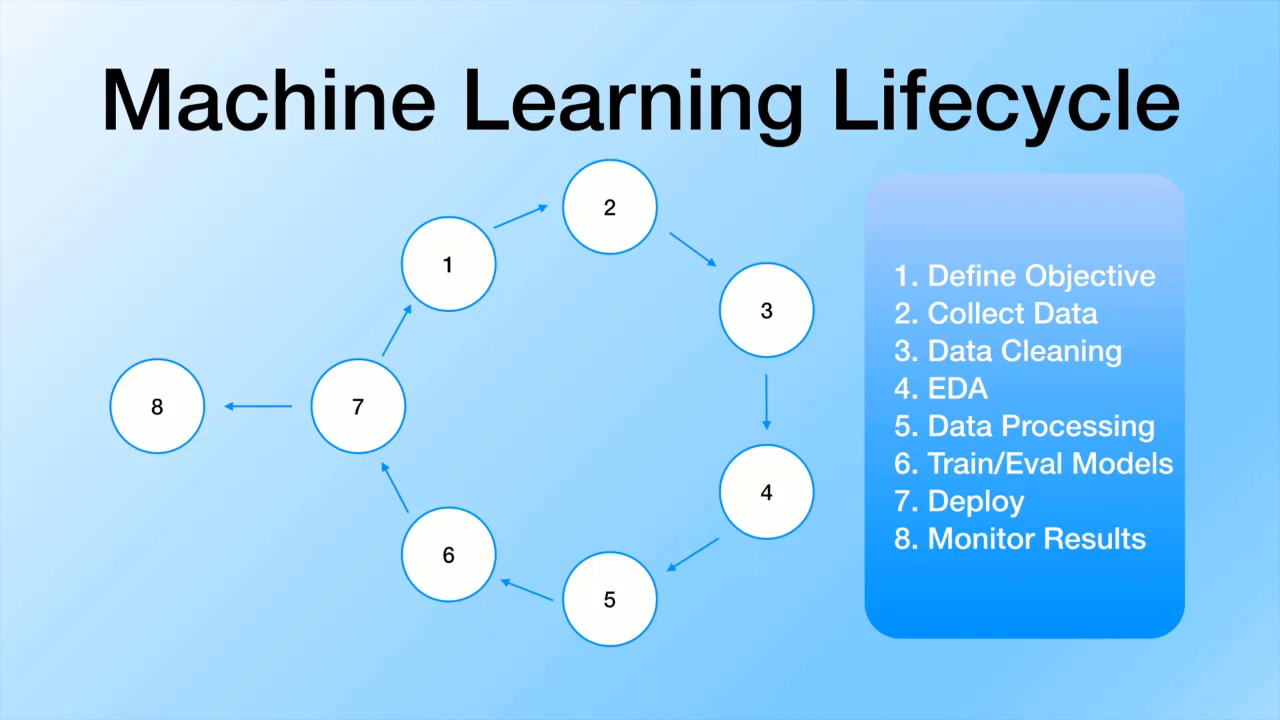 Machine Learning Lifecycle
2
1
3
8
7
4
6
5
1. Define Objective
2. Collect Data
3. Data Cleaning
4. EDA
5. Data Processing
6. Train/Eval Models
7. Deploy
8. Monitor Results